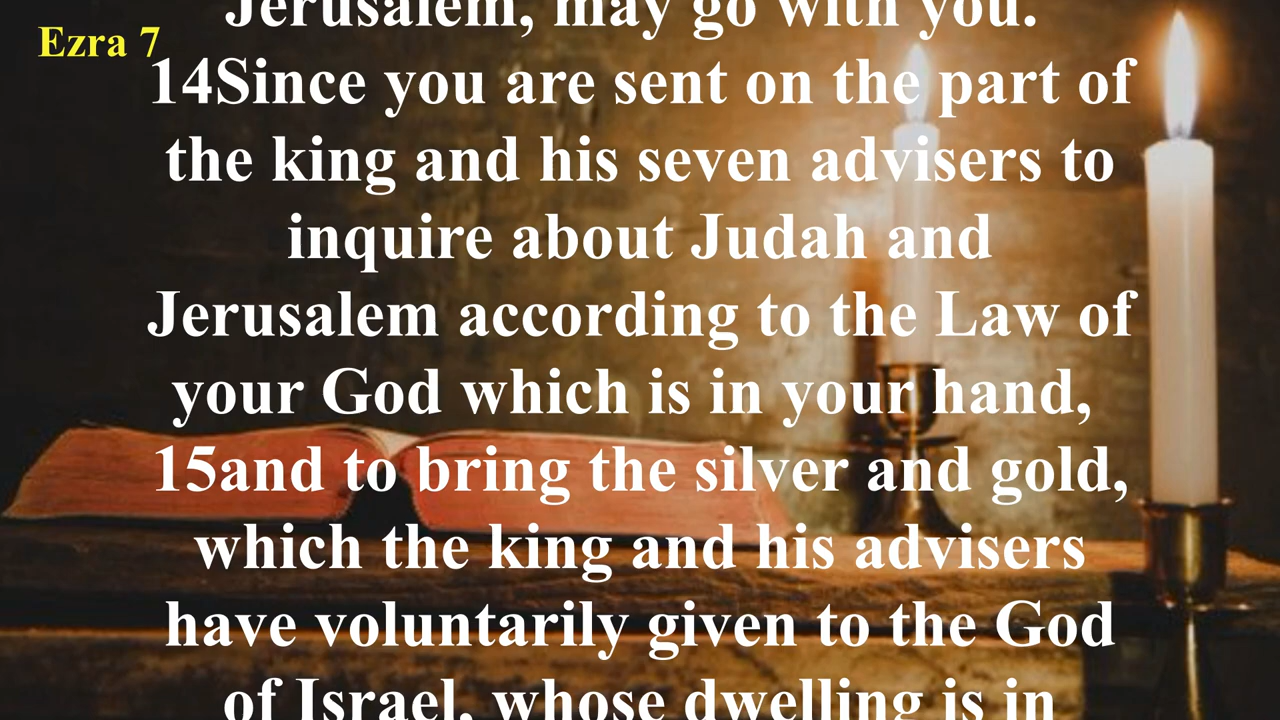 Jerusalem, may go with you.
Ezra 7
14Since you are sent on the part of
the king and his seven advisers to
inquire about Judah and
Jerusalem according to the Law of
your God which is in your hand,
15and to bring the silver and gold,
which the king and his advisers
have voluntarily given to the God
of Israel, whose dwelling is in